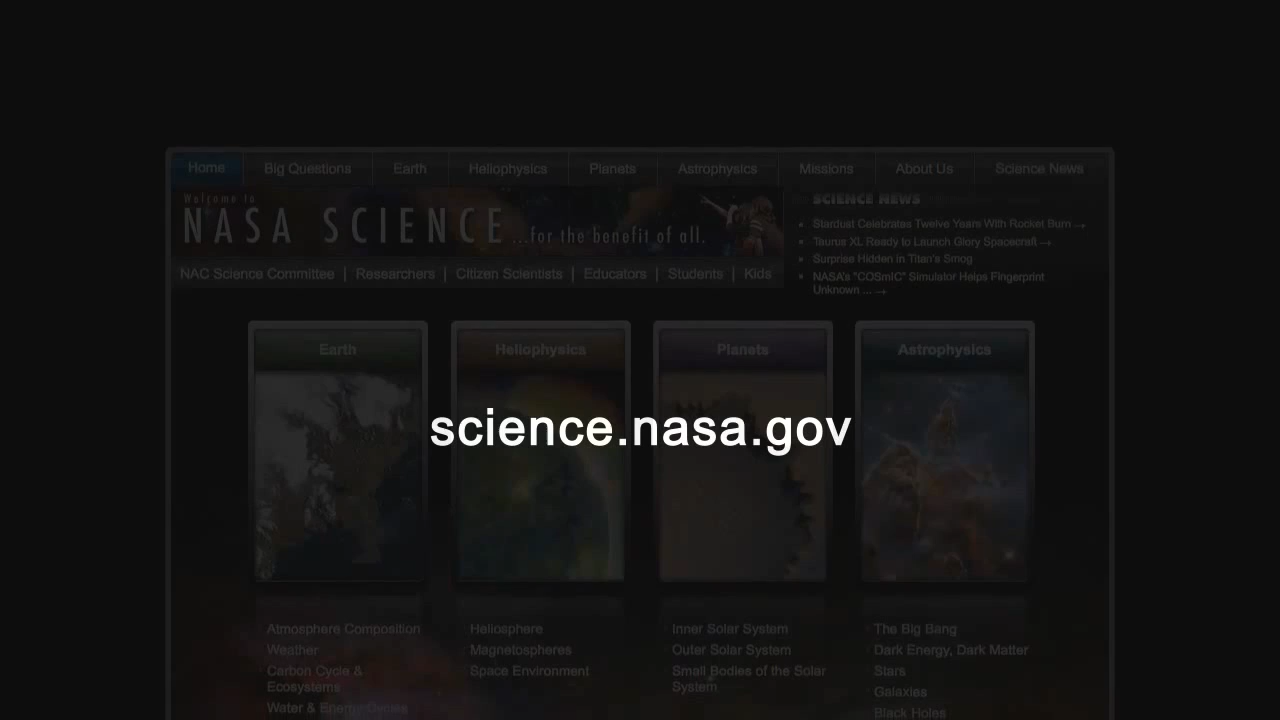 Home Big Questions Earth Heliophysics Planets Astrophysics Missions About Us Science News
Welcome to
NASA SCIENCE ...for the benefit of all.
NAC Science Committee | Researchers | Citizen Scientists | Educators | Students | Kids
SCIENCE NEWS
Stardust Celebrates Twelve Years With Rocket Burn →
Taurus XL Ready to Launch Glory Spacecraft →
Surprise Hidden in Titan's Smog
NASA's "COSmIC" Simulator Helps Fingerprint
Unknown ... →
Earth Heliophysics Planets Astrophysics
science.nasa.gov
Atmosphere Composition
Weather
Carbon Cycle &
Ecosystems
Water & Energy Cycles
Heliosphere
Magnetospheres
Space Environment
Inner Solar System
Outer Solar System
Small Bodies of the Solar
System
The Big Bang
Dark Energy, Dark Matter
Stars
Galaxies
Black Holes